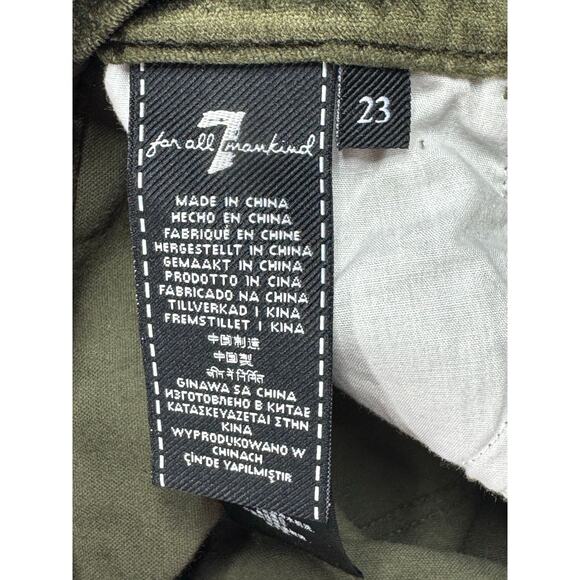 7
for all mankind
23
MADE IN CHINA
HECHO EN CHINA
FABRIQUÉ EN CHINE
HERGESTELLT IN CHINA
GEMAAKT IN CHINA
PRODOTTO IN CINA
FABRICADO NA CHINA
TILLVERKAD I KINA
FREMSTILLET I KINA
中国制造
中国製
चीन में निर्मित
GINAWA SA CHINA
ИЗГОТОВЛЕНО В КИТАЕ
ΚΑΤΑΣΚΕΥΑΖΕΤΑΙ ΣΤΗΝ
ΚΙΝΑ
WYPRODUKOWANO W
CHINACH
ÇİN'DE YAPILMIŞTIR